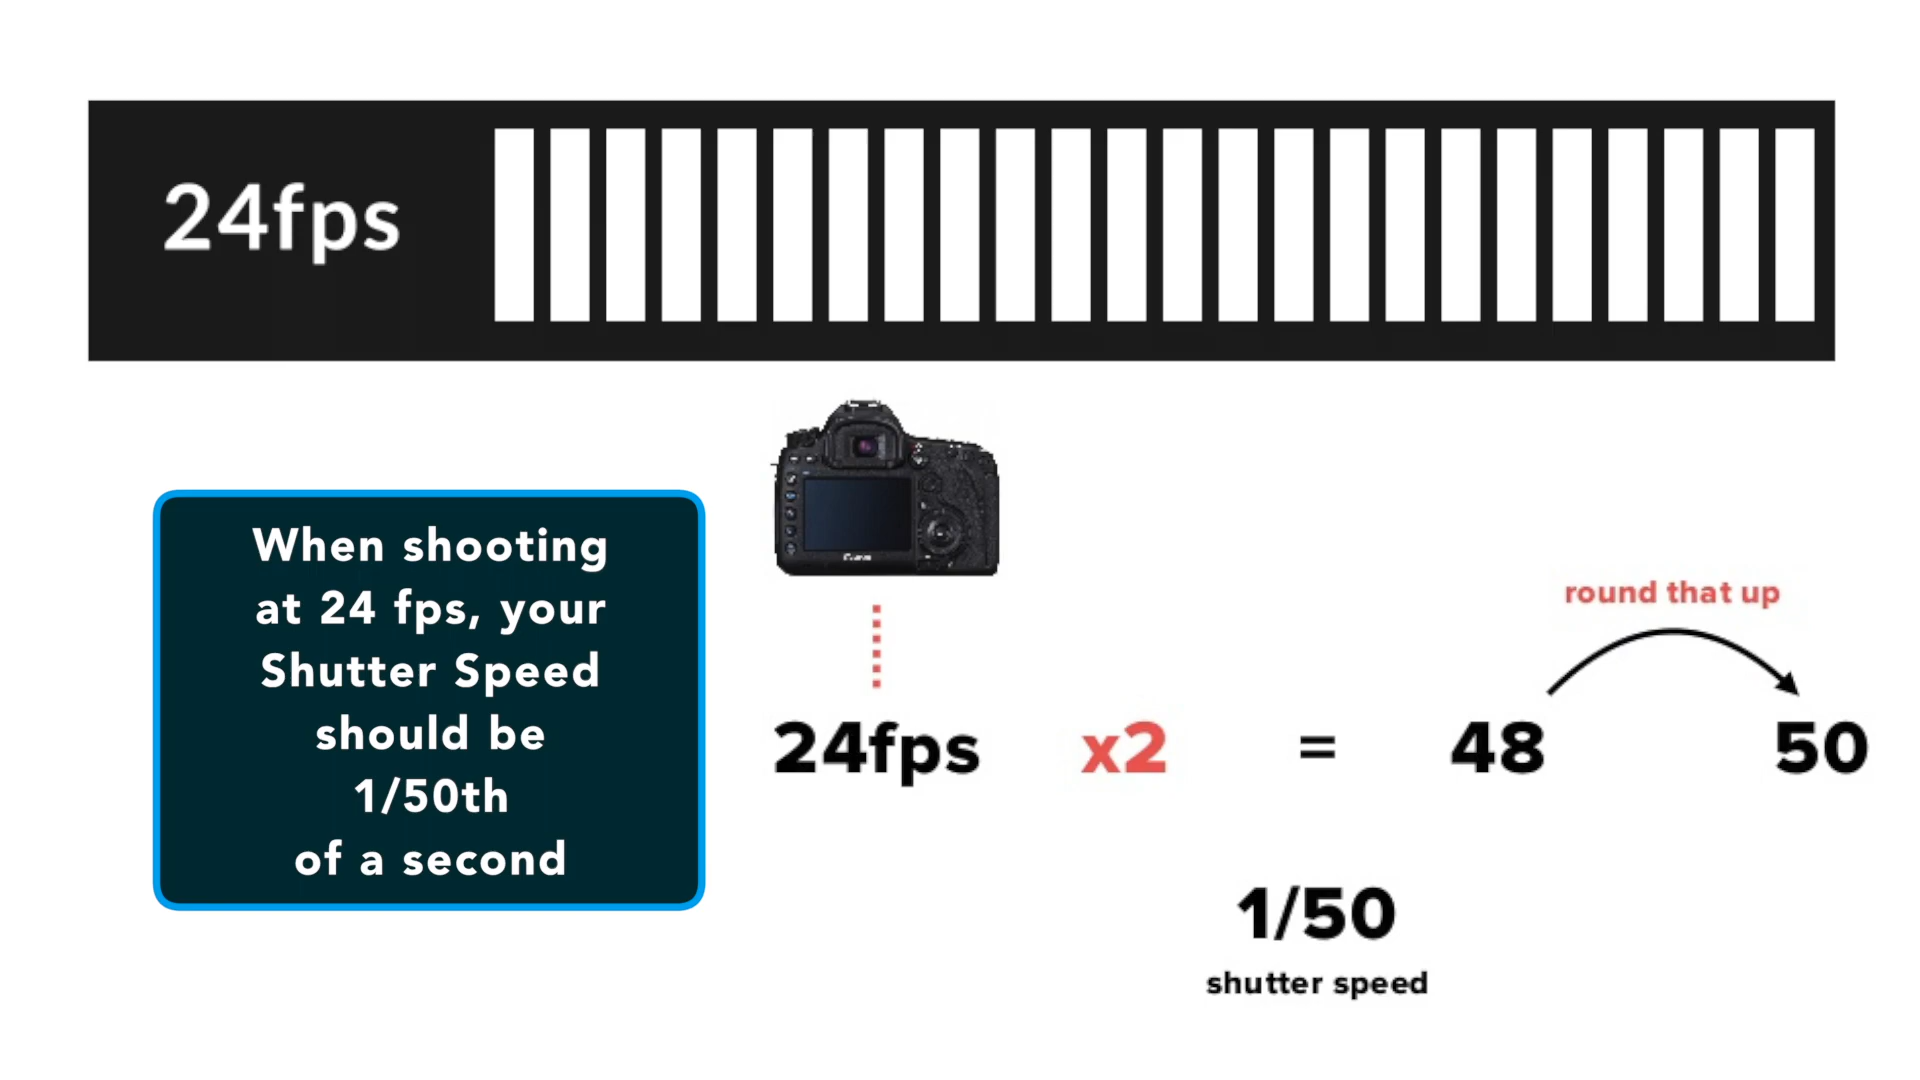 24fps
When shooting
at 24 fps, your
Shutter Speed
should be
1/50th
of a second
round that up
24fps x2 = 48 50
1/50
shutter speed